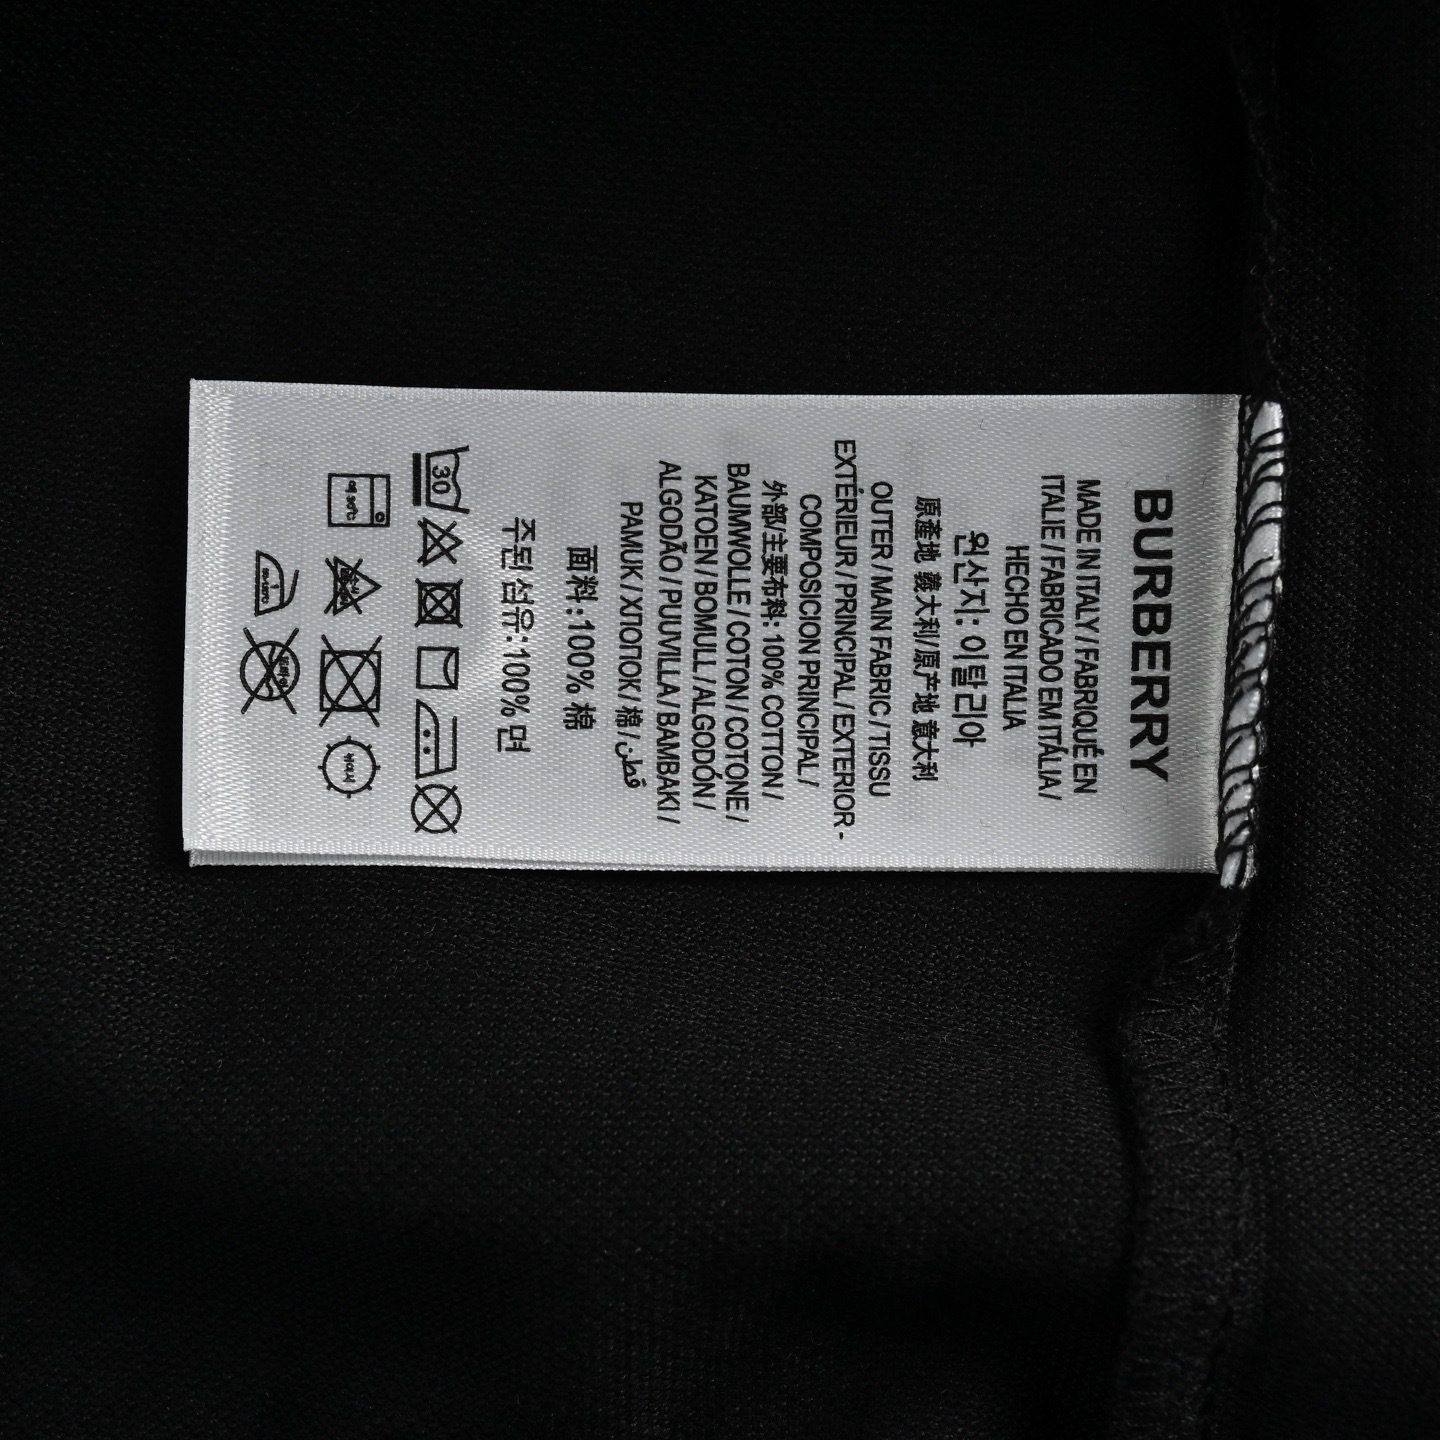 BURBERRY
MADE IN ITALY / FABRIQUÉ EN
ITALIE / FABRICADO EM ITÁLIA /
HECHO EN ITALIA
원산지: 이탈리아
原產地 義大利/原产地 意大利
OUTER / MAIN FABRIC / TISSU
EXTÉRIEUR / PRINCIPAL / EXTERIOR-
COMPOSICION PRINCIPAL /
外部/主要布料: 100% COTTON /
BAUMWOLLE / COTON / COTONE /
KATOEN / BOMULL / ALGODÓN /
ALGODÃO / PUUVILLA / BAMBAKI /
PAMUK / ХПОПОК / 棉 / قطن
面料:100% 棉
주된섬유:100% 면
30